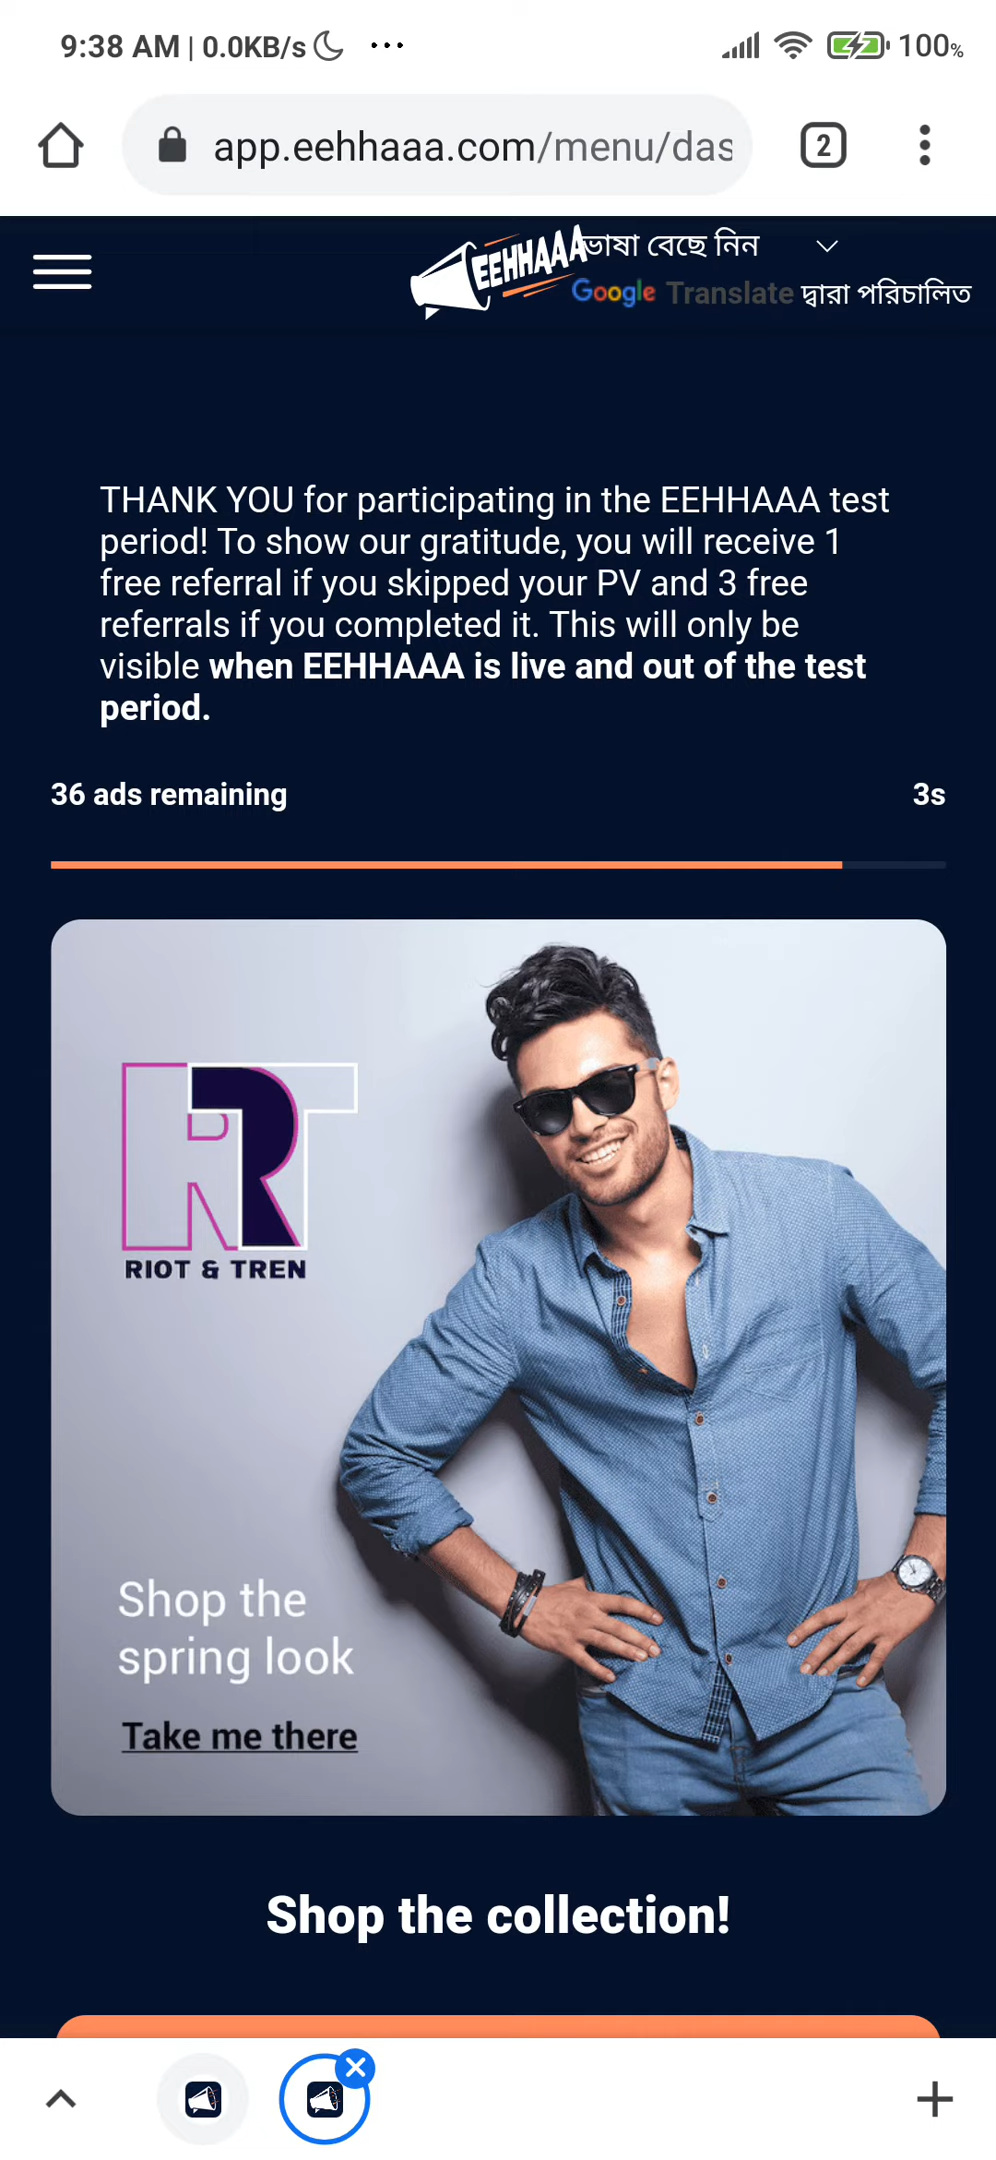 9:38 AM | 0.0KB/s ... 100%
app.eehhaaa.com/menu/das
2
EEHHAAA
ভাষা বেছে নিন
Google Translate দ্বারা পরিচালিত
THANK YOU for participating in the EEHHAAA test
period! To show our gratitude, you will receive 1
free referral if you skipped your PV and 3 free
referrals if you completed it. This will only be
visible when EEHHAAA is live and out of the test
period.
36 ads remaining 3s
RT
RIOT & TREN
Shop the
spring look
Take me there
Shop the collection!